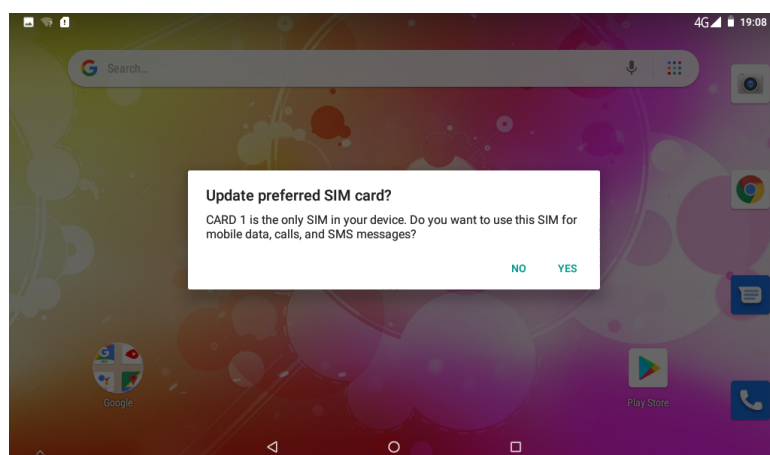 4G 19:08
G Search...
Update preferred SIM card?
CARD 1 is the only SIM in your device. Do you want to use this SIM for
mobile data, calls, and SMS messages?
NO YES
Google
Play Store